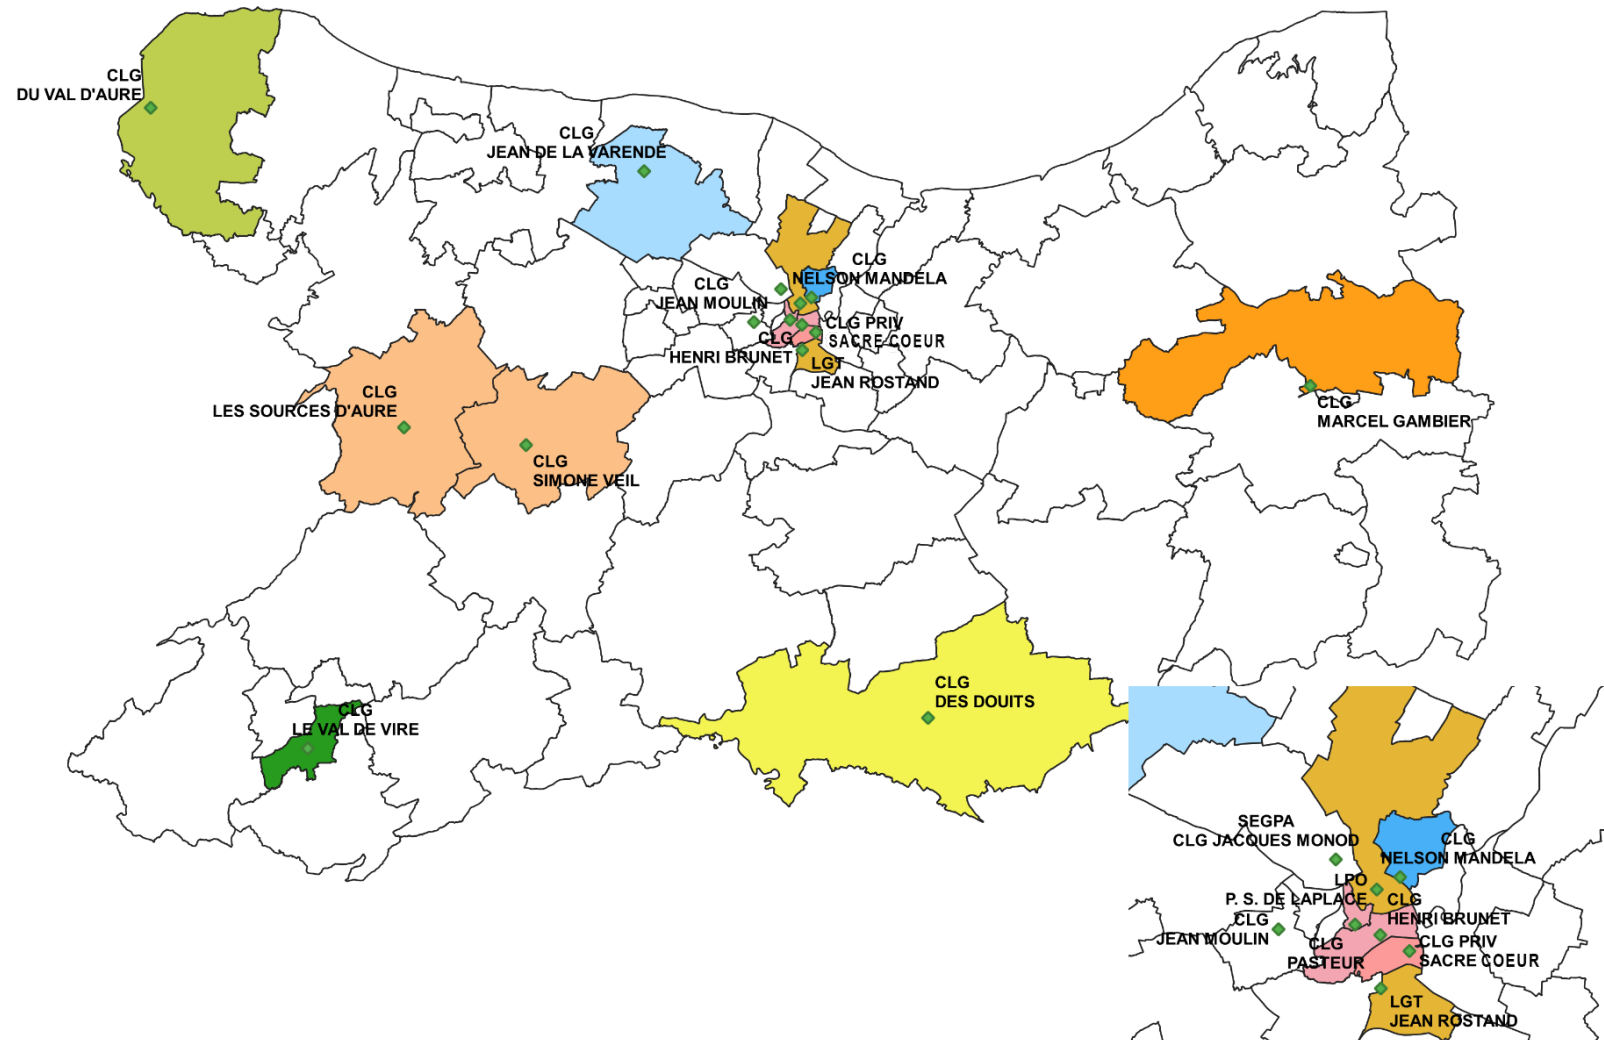 CLG
DU VAL D'AURE
CLG
JEAN DE LA VARENDE
CLG
NELSON MANDELA
CLG
JEAN MOULIN
CLG PRIV
SACRE COEUR
CLG
HENRI BRUNET
LGT
JEAN ROSTAND
CLG
LES SOURCES D'AURE
CLG
SIMONE VEIL
CLG
MARCEL GAMBIER
CLG
DES DOUITS
CLG
LE VAL DE VIRE
SEGPA
CLG JACQUES MONOD
CLG
NELSON MANDELA
LPO
P. S. DE LAPLACE
CLG
HENRI BRUNET
CLG
JEAN MOULIN
CLG
PASTEUR
CLG PRIV
SACRE COEUR
LGT
JEAN ROSTAND